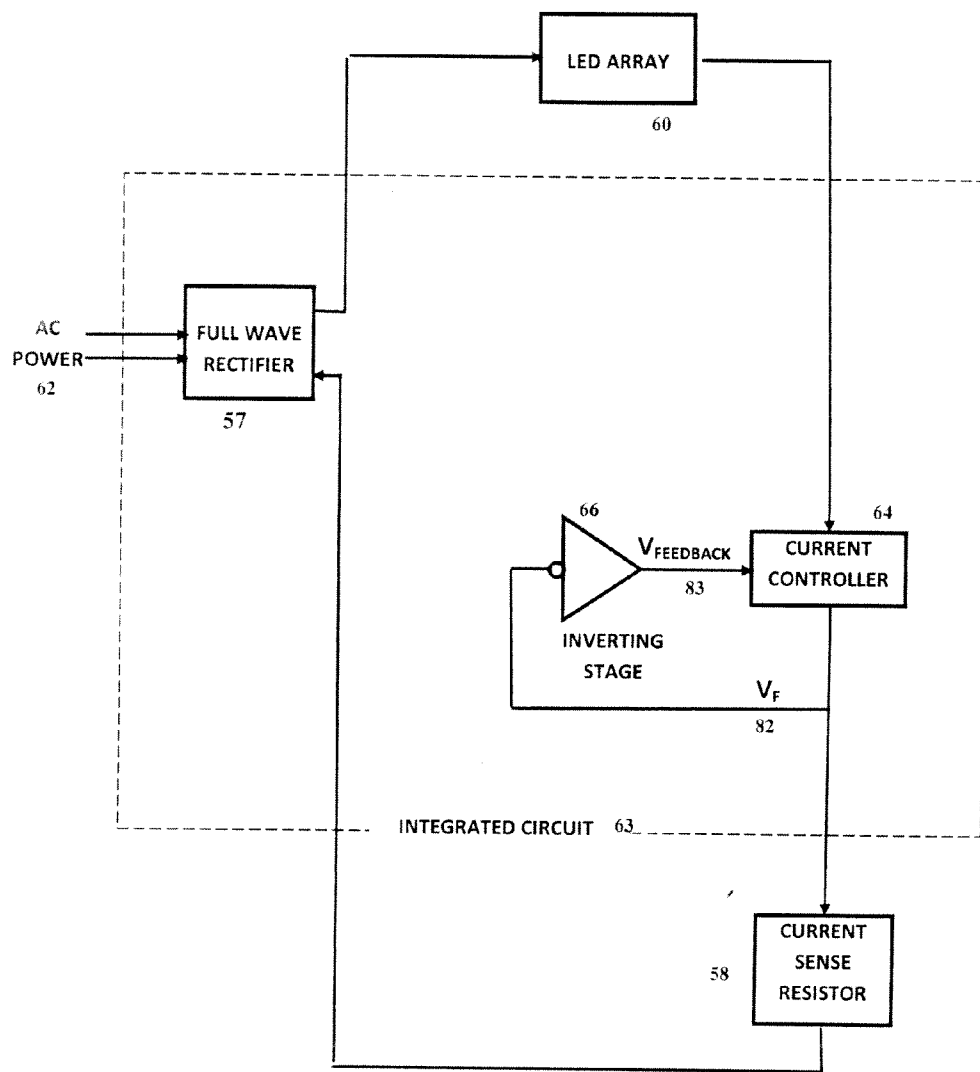 LED ARRAY
60
AC
POWER
62
FULL WAVE
RECTIFIER
57
66
VFEEDBACK
83
64
CURRENT
CONTROLLER
INVERTING
STAGE
VF
82
INTEGRATED CIRCUIT 63
58
CURRENT
SENSE
RESISTOR